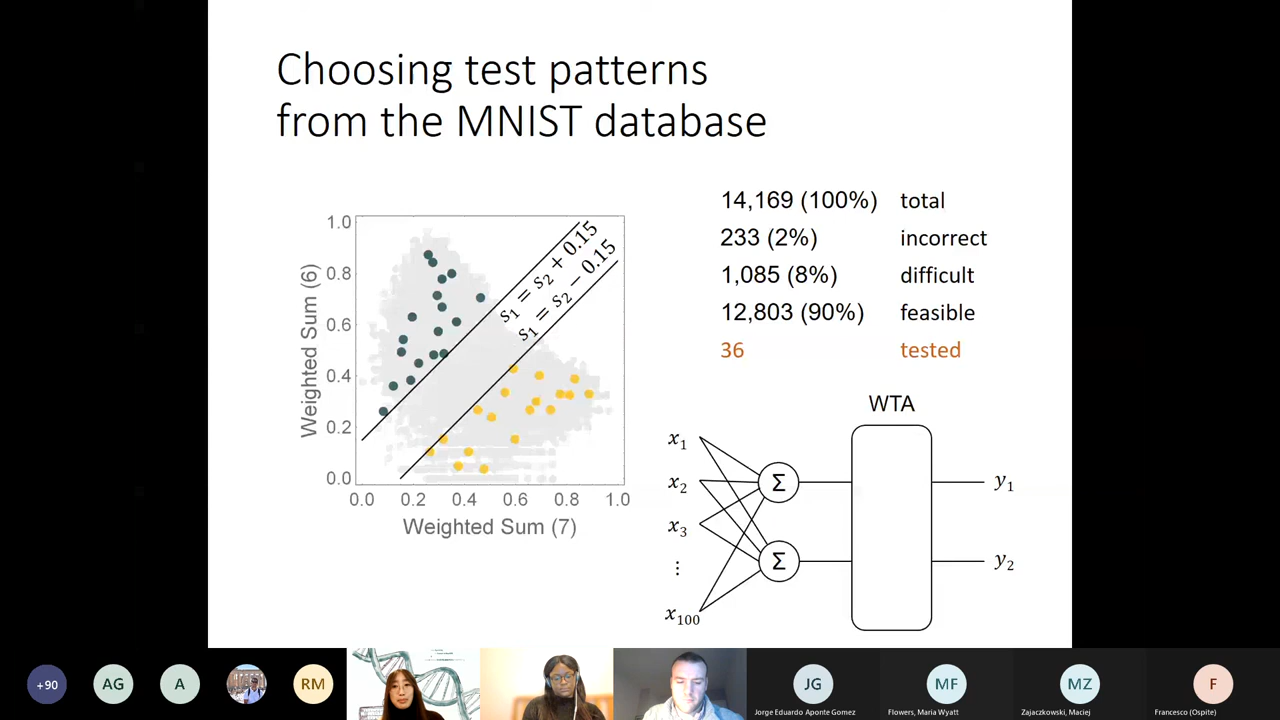 Choosing test patterns
from the MNIST database
14,169 (100%) total
233 (2%) incorrect
1,085 (8%) difficult
12,803 (90%) feasible
36 tested
1.0
0.8
0.6
0.4
0.2
0.0
Weighted Sum (6)
s₁ = s₂ + 0.15
s₁ = s₂ − 0.15
0.0 0.2 0.4 0.6 0.8 1.0
Weighted Sum (7)
WTA
x₁
x₂
x₃
⋮
x₁₀₀
Σ
Σ
y₁
y₂
+90
AG
A
RM
JG
Jorge Eduardo Aponte Gomez
MF
Flowers, Maria Wyatt
MZ
Zajaczkowski, Maciej
F
Francesco (Ospite)